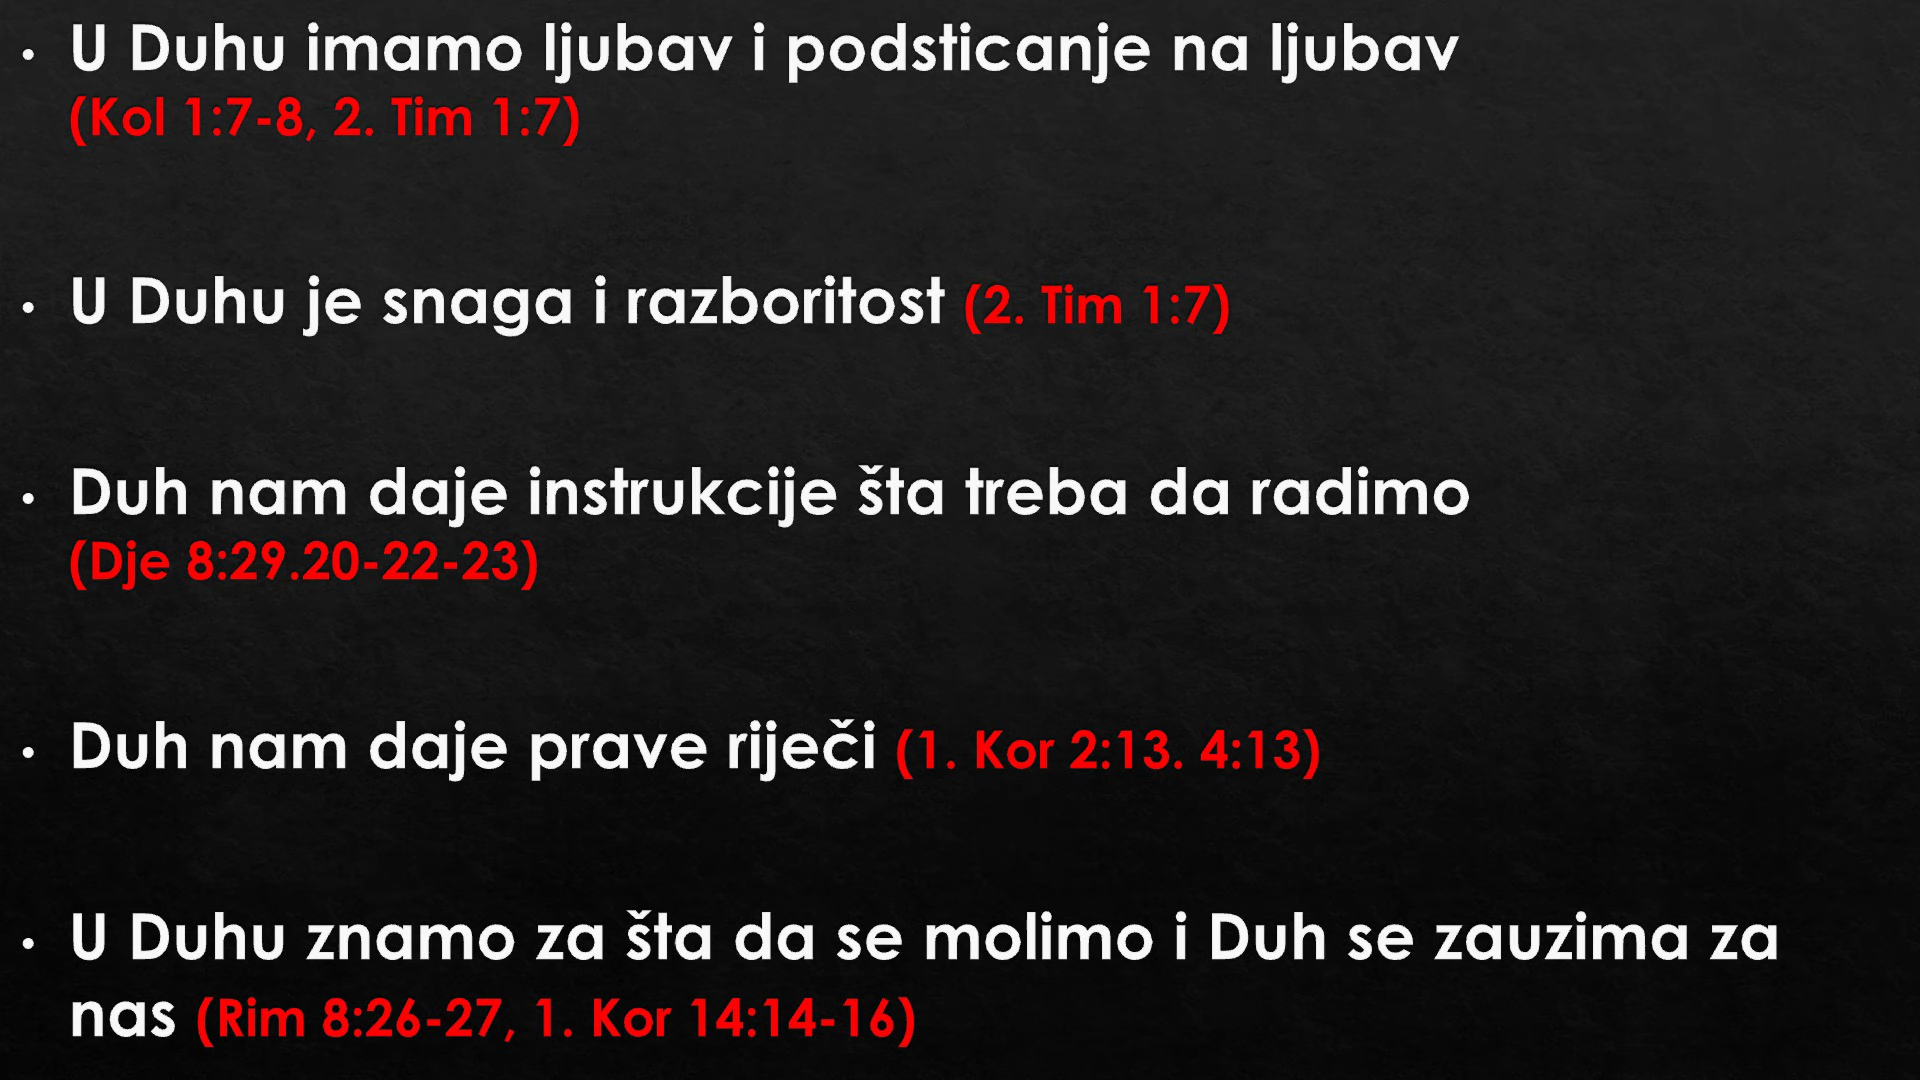 • U Duhu imamo ljubav i podsticanje na ljubav
(Kol 1:7-8, 2. Tim 1:7)
• U Duhu je snaga i razboritost (2. Tim 1:7)
• Duh nam daje instrukcije šta treba da radimo
(Dje 8:29.20-22-23)
• Duh nam daje prave riječi (1. Kor 2:13. 4:13)
• U Duhu znamo za šta da se molimo i Duh se zauzima za
nas (Rim 8:26-27, 1. Kor 14:14-16)